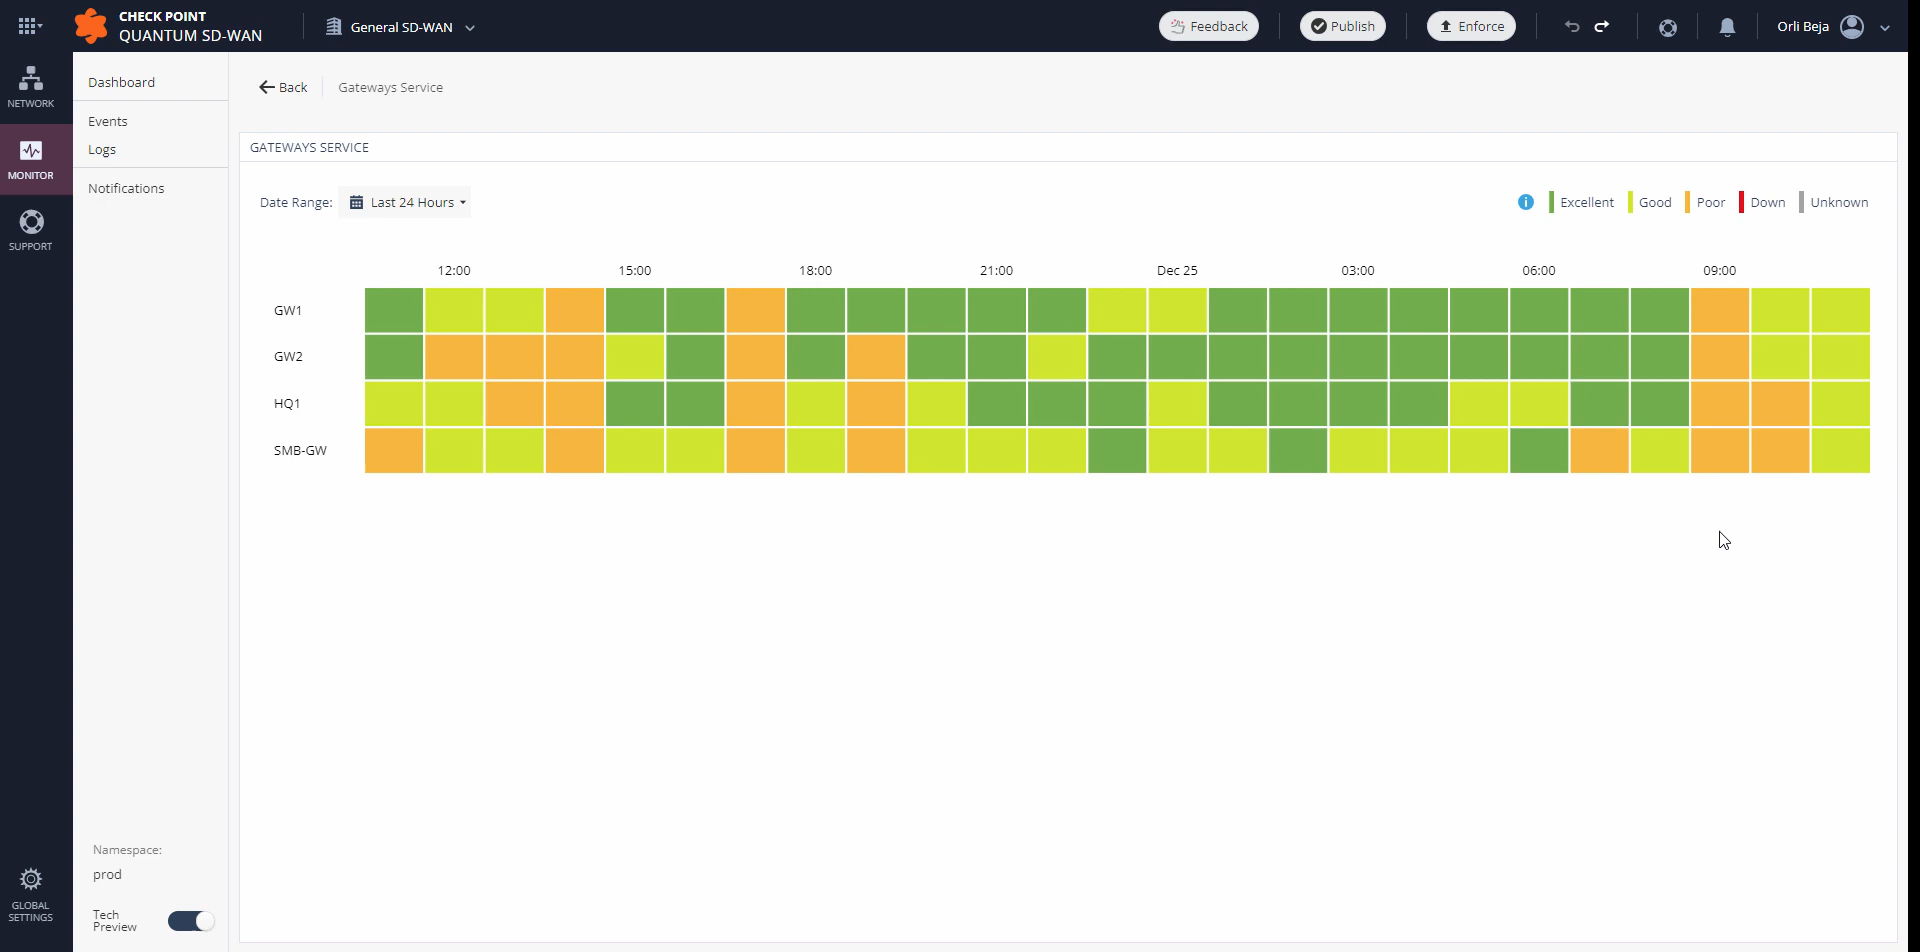 CHECK POINT
QUANTUM SD-WAN
General SD-WAN
Feedback
Publish
Enforce
Orli Beja
NETWORK
MONITOR
SUPPORT
GLOBAL
SETTINGS
Dashboard
Events
Logs
Notifications
Namespace:
prod
Tech
Preview
Back
Gateways Service
GATEWAYS SERVICE
Date Range: Last 24 Hours
Excellent Good Poor Down Unknown
12:00 15:00 18:00 21:00 Dec 25 03:00 06:00 09:00
GW1
GW2
HQ1
SMB-GW